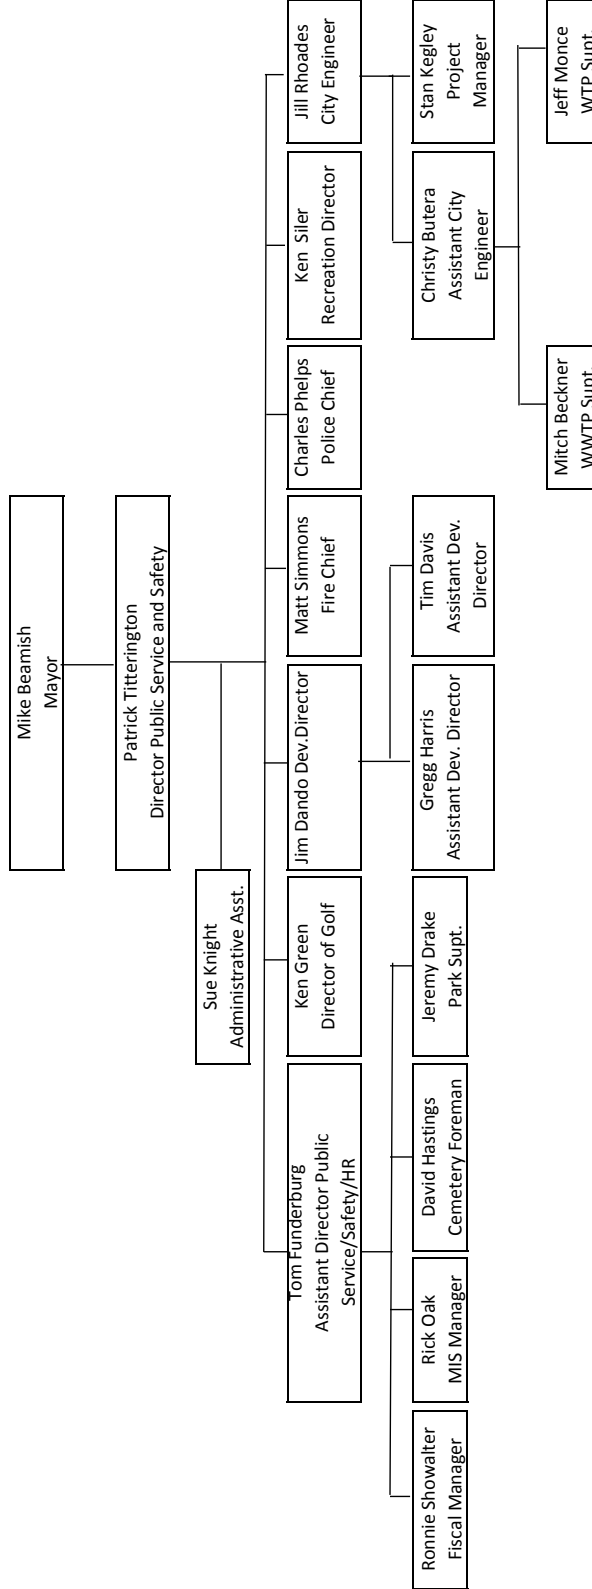 Mike Beamish
Mayor
Patrick Titterington
Director Public Service and Safety
Sue Knight
Administrative Asst.
Tom Funderburg
Assistant Director Public
Service/Safety/HR
Ken Green
Director of Golf
Jim Dando Dev.Director
Matt Simmons
Fire Chief
Charles Phelps
Police Chief
Ken Siler
Recreation Director
Jill Rhoades
City Engineer
Ronnie Showalter
Fiscal Manager
Rick Oak
MIS Manager
David Hastings
Cemetery Foreman
Jeremy Drake
Park Supt.
Gregg Harris
Assistant Dev. Director
Tim Davis
Assistant Dev.
Director
Christy Butera
Assistant City
Engineer
Stan Kegley
Project
Manager
Mitch Beckner
WWTP Supt.
Jeff Monce
WTP Supt.